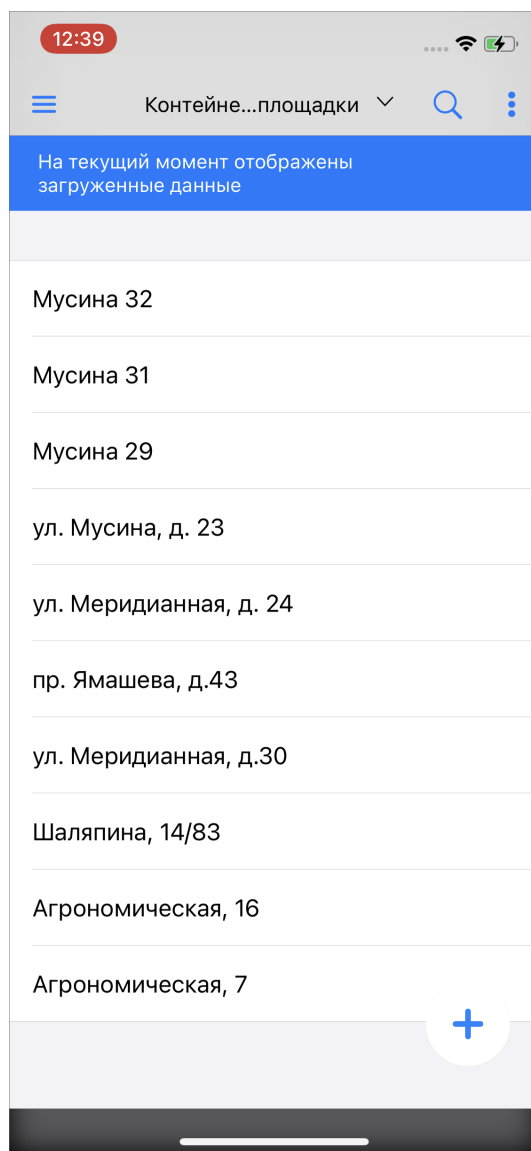 12:39
Контейне...площадки
На текущий момент отображены
загруженные данные
Мусина 32
Мусина 31
Мусина 29
ул. Мусина, д. 23
ул. Меридианная, д. 24
пр. Ямашева, д.43
ул. Меридианная, д.30
Шаляпина, 14/83
Агрономическая, 16
Агрономическая, 7